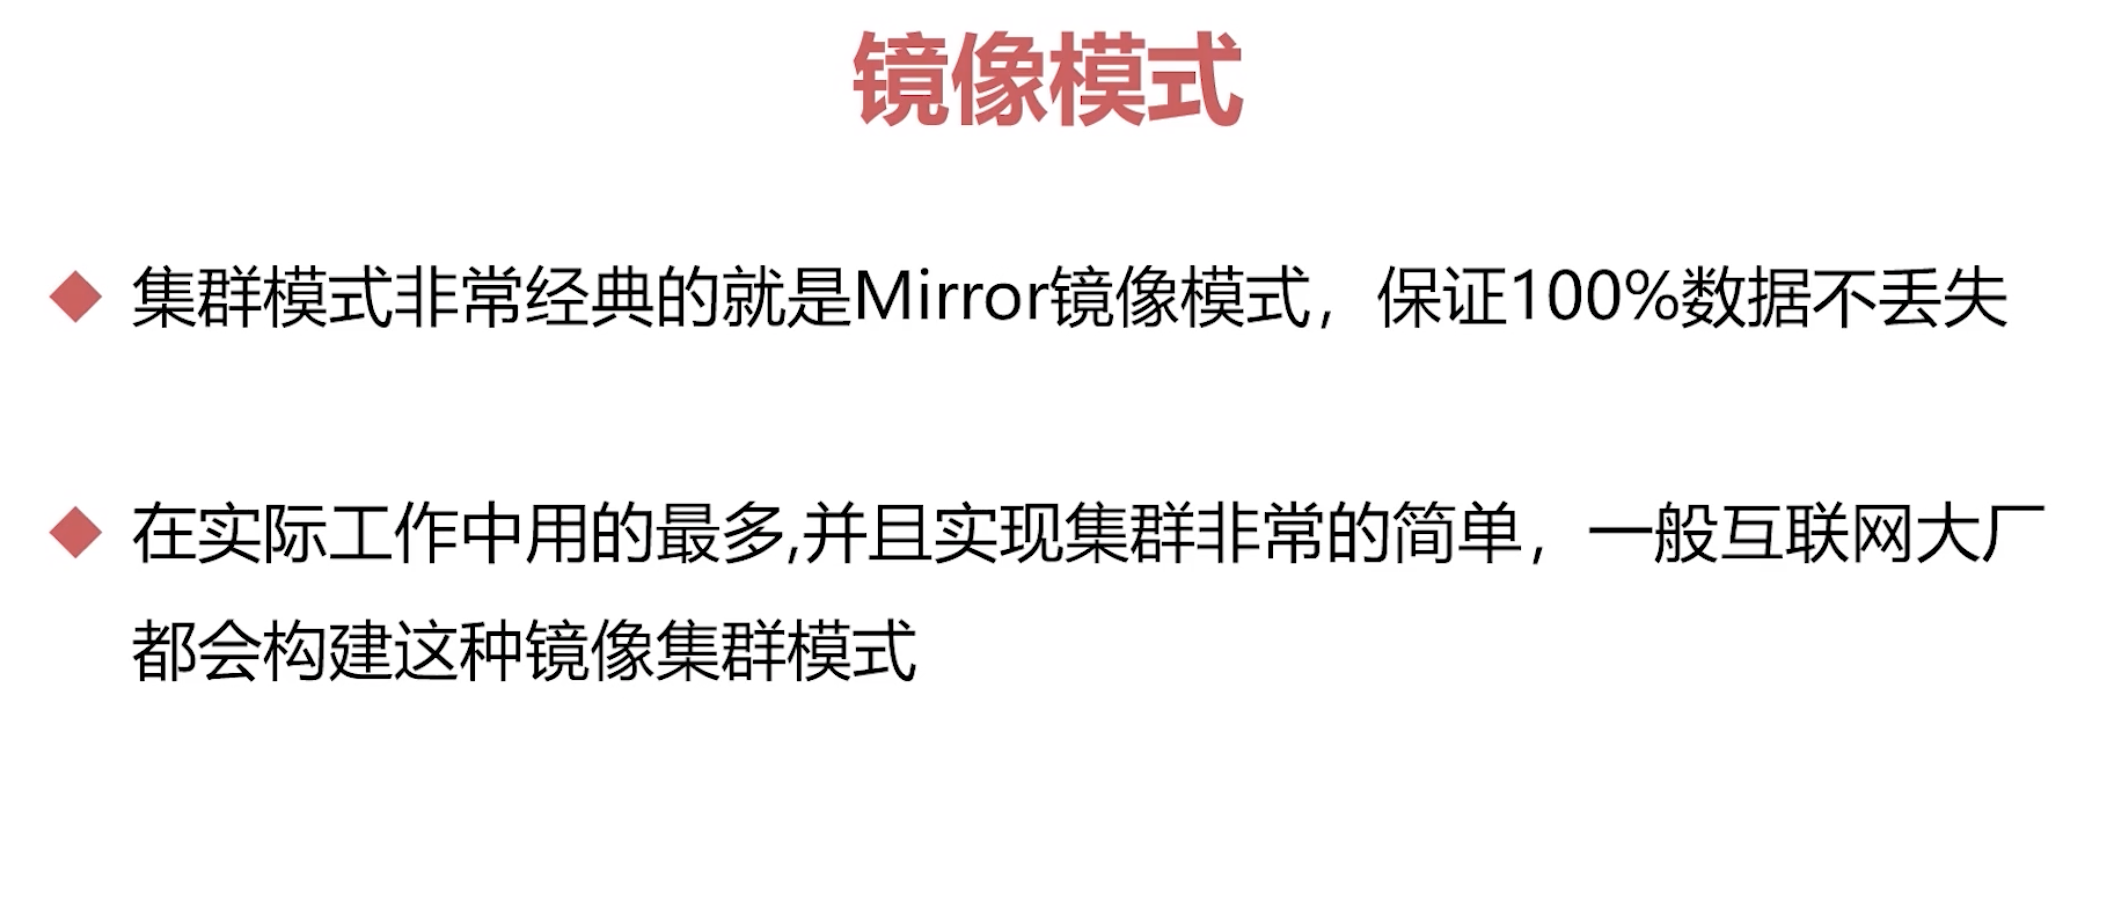 镜像模式
集群模式非常经典的就是Mirror镜像模式，保证100%数据不丢失
在实际工作中用的最多,并且实现集群非常的简单，一般互联网大厂
都会构建这种镜像集群模式